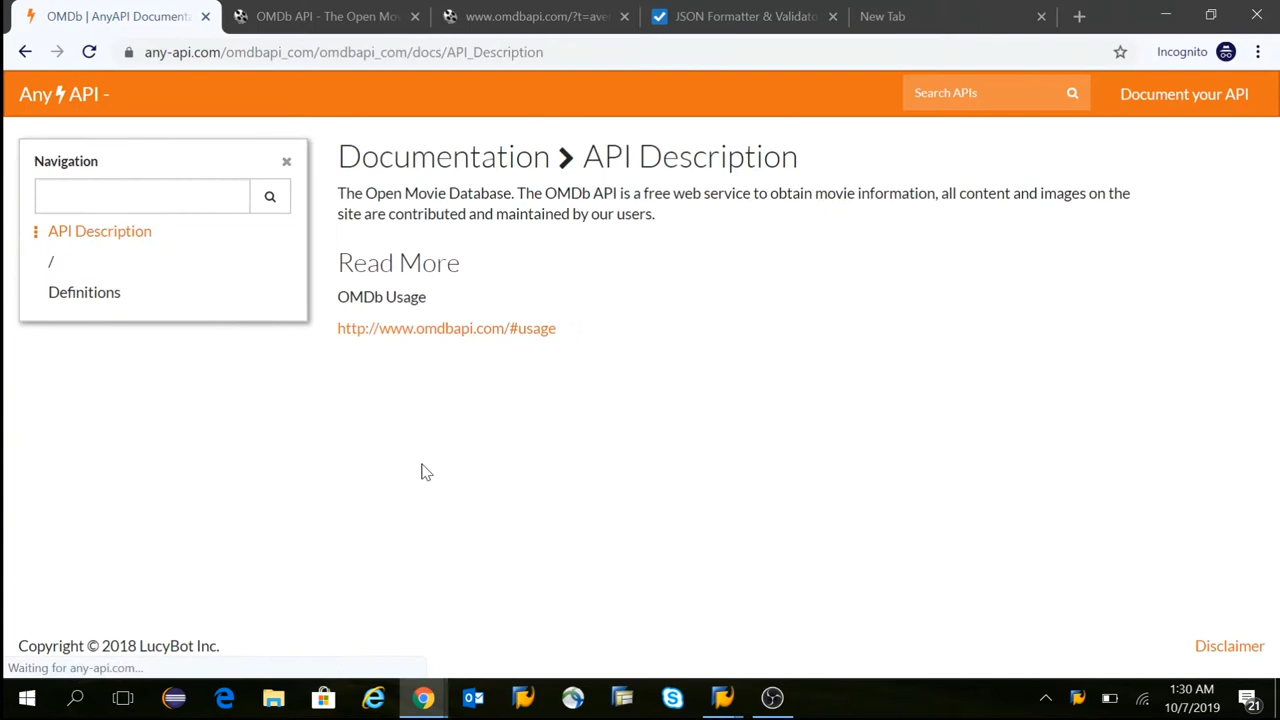 OMDb | AnyAPI Documenta
OMDb API - The Open Mov
www.omdbapi.com/?t=ave
JSON Formatter & Validato
New Tab
any-api.com/omdbapi_com/omdbapi_com/docs/API_Description
Incognito
Any API -
Search APIs
Document your API
Navigation
API Description
/
Definitions
Documentation > API Description
The Open Movie Database. The OMDb API is a free web service to obtain movie information, all content and images on the
site are contributed and maintained by our users.
Read More
OMDb Usage
http://www.omdbapi.com/#usage
Copyright © 2018 LucyBot Inc.
Disclaimer
Waiting for any-api.com...
1:30 AM
10/7/2019
21